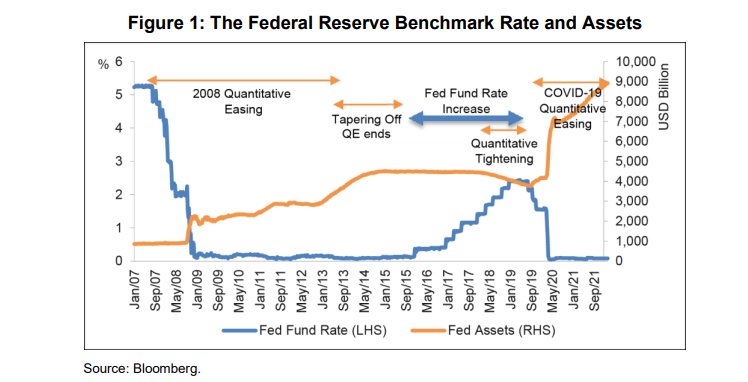 Figure 1: The Federal Reserve Benchmark Rate and Assets
%
6
5
4
3
2
1
0
10,000
9,000
8,000
7,000
6,000
5,000
4,000
3,000
2,000
1,000
0
USD Billion
2008 Quantitative
Easing
Tapering Off
QE ends
Fed Fund Rate
Increase
Quantitative
Tightening
COVID-19
Quantitative
Easing
Jan/07
Sep/07
May/08
Jan/09
Sep/09
May/10
Jan/11
Sep/11
May/12
Jan/13
Sep/13
May/14
Jan/15
Sep/15
May/16
Jan/17
Sep/17
May/18
Jan/19
Sep/19
May/20
Jan/21
Sep/21
Fed Fund Rate (LHS)
Fed Assets (RHS)
Source: Bloomberg.